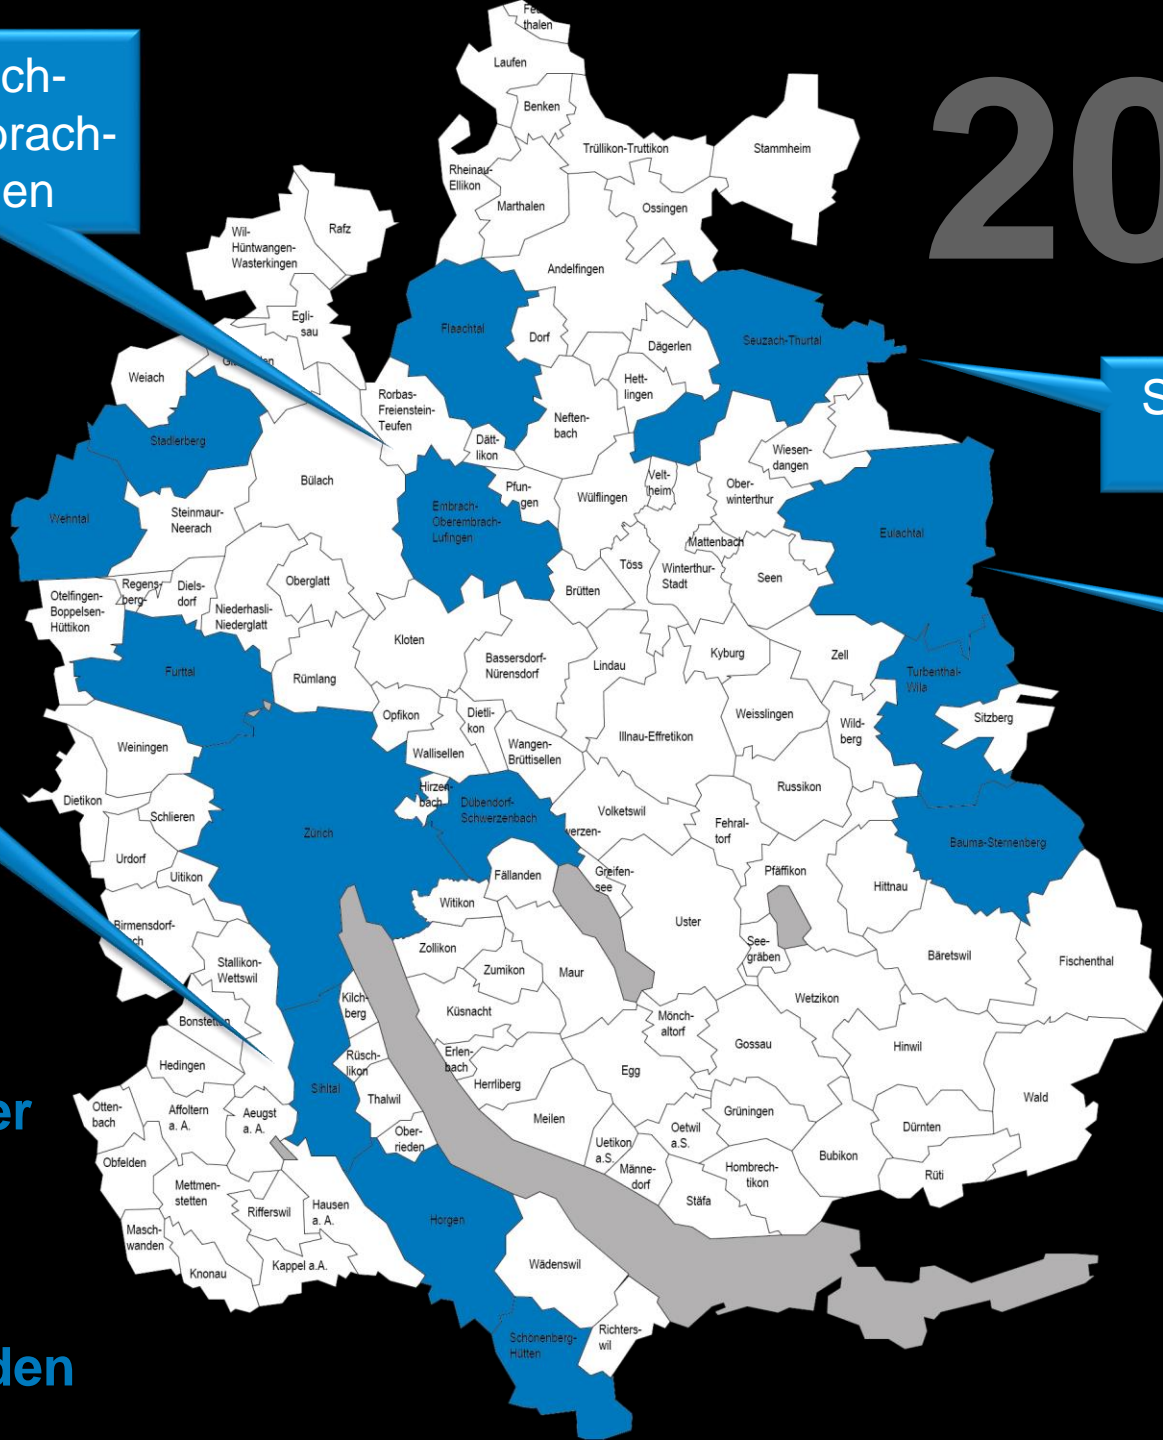 thalen
Laufen
20
ch-
prach-
en
Benken
Trüllikon-Truttikon
Stammheim
Rheinau-
Ellikon
Marthalen
Ossingen
Wil-
Hüntwangen-
Wasterkingen
Rafz
Andelfingen
Egli-
sau
Flaachtal
Dorf
Dägerlen
Seuzach-Thurtal
Weiach
Hett-
lingen
S
Rorbas-
Freienstein-
Teufen
Neften-
bach
Stadlerberg
Dätt-
likon
Wiesen-
dangen
Bülach
Velt-
heim
Ober-
winterthur
Pfun-
gen
Wülflingen
Wehntal
Steinmaur-
Neerach
Embrach-
Oberembrach-
Lufingen
Eulachtal
Mattenbach
Töss
Winterthur-
Stadt
Seen
Oberglatt
Regens-
berg
Diels-
dorf
Brütten
Otelfingen-
Boppelsen-
Hüttikon
Niederhasli-
Niederglatt
Kloten
Bassersdorf-
Nürensdorf
Lindau
Kyburg
Zell
Furttal
Rümlang
Turbenthal-
Wila
Opfikon
Dietli-
kon
Weisslingen
Sitzberg
Wild-
berg
Illnau-Effretikon
Weiningen
Wallisellen
Wangen-
Brüttisellen
Hirzen-
bach
Russikon
Dietikon
Dübendorf-
Schwerzenbach
Schlieren
Volketswil
Fehral-
torf
Zürich
werzen-
Bauma-Sternenberg
Urdorf
Uitikon
Fällanden
Greifen-
see
Pfäffikon
Hittnau
Witikon
Birmensdorf-
ch
Uster
Zollikon
See-
gräben
Bäretswil
Fischenthal
Stallikon-
Wettswil
Zumikon
Maur
Kilch-
berg
Küsnacht
Wetzikon
Bonstetten
Mönch-
altorf
Gossau
Hinwil
Hedingen
Rüsch-
likon
Erlen-
bach
Herrliberg
Egg
Sihltal
Thalwil
Wald
er
Otten-
bach
Affoltern
a. A.
Aeugst
a. A.
Meilen
Grüningen
Ober-
rieden
Oetwil
a.S.
Dürnten
Uetikon
a.S.
Obfelden
Bubikon
Männe-
dorf
Hombrech-
tikon
Rüti
Mettmen-
stetten
Rifferswil
Hausen
a. A.
Stäfa
Horgen
Masch-
wanden
Knonau
Kappel a.A.
Wädenswil
Richters-
wil
Schönenberg-
Hütten
den